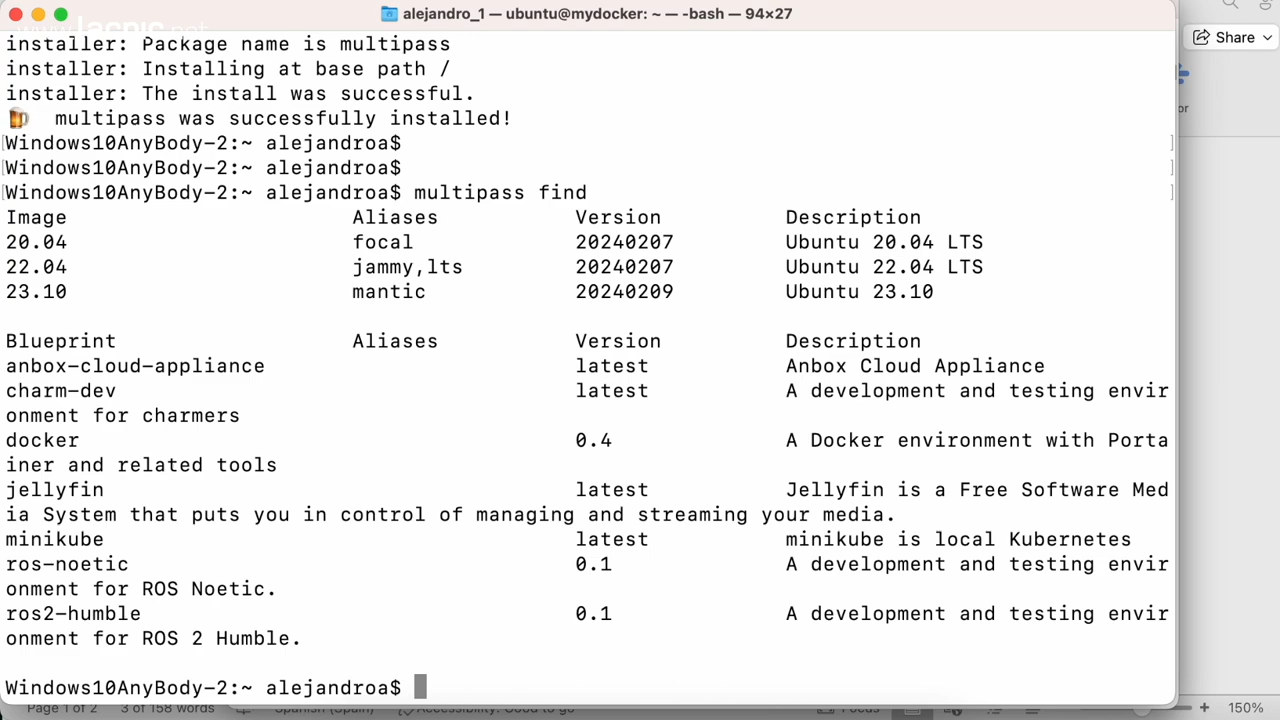 alejandro_1 — ubuntu@mydocker: ~ — -bash — 94×27
www.lacnic.net
Share
installer: Package name is multipass
installer: Installing at base path /
installer: The install was successful.
🍺  multipass was successfully installed!
Windows10AnyBody-2:~ alejandroa$
Windows10AnyBody-2:~ alejandroa$
Windows10AnyBody-2:~ alejandroa$ multipass find
Image Aliases Version Description
20.04 focal 20240207 Ubuntu 20.04 LTS
22.04 jammy,lts 20240207 Ubuntu 22.04 LTS
23.10 mantic 20240209 Ubuntu 23.10
Blueprint Aliases Version Description
anbox-cloud-appliance latest Anbox Cloud Appliance
charm-dev latest A development and testing envir
onment for charmers
docker 0.4 A Docker environment with Porta
iner and related tools
jellyfin latest Jellyfin is a Free Software Med
ia System that puts you in control of managing and streaming your media.
minikube latest minikube is local Kubernetes
ros-noetic 0.1 A development and testing envir
onment for ROS Noetic.
ros2-humble 0.1 A development and testing envir
onment for ROS 2 Humble.
Windows10AnyBody-2:~ alejandroa$
Page 1 of 2 3 of 158 words Spanish (Spain) Accessibility: Good to go Focus 150%